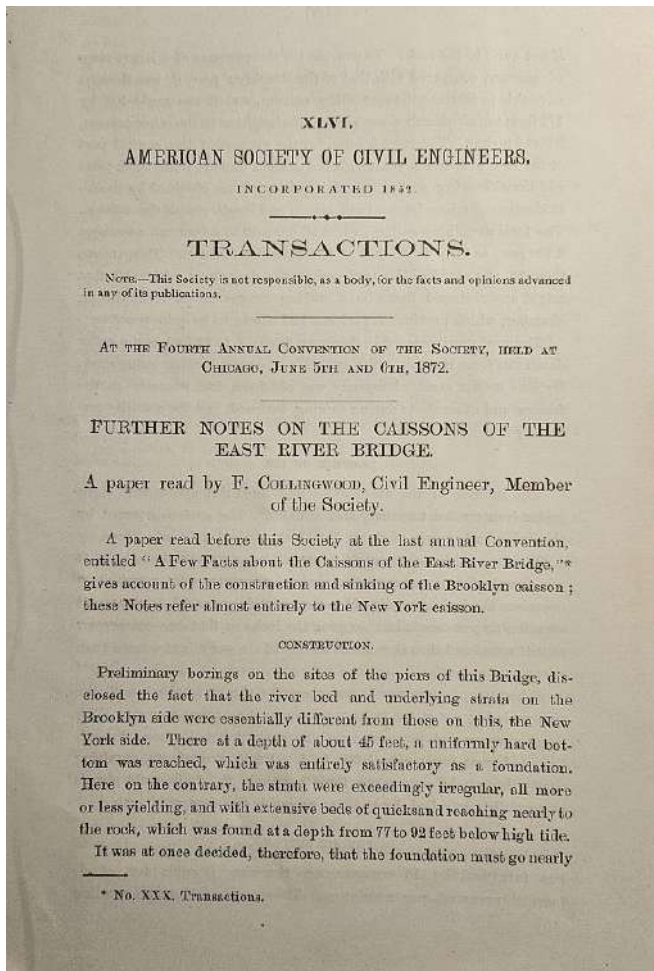 XLVI.
AMERICAN SOCIETY OF CIVIL ENGINEERS.
INCORPORATED 1852.
TRANSACTIONS.
NOTE.—This Society is not responsible, as a body, for the facts and opinions advanced
in any of its publications.
AT THE FOURTH ANNUAL CONVENTION OF THE SOCIETY, HELD AT
CHICAGO, JUNE 5TH AND 6TH, 1872.
FURTHER NOTES ON THE CAISSONS OF THE
EAST RIVER BRIDGE.
A paper read by F. COLLINGWOOD, Civil Engineer, Member
of the Society.
A paper read before this Society at the last annual Convention,
entitled "A Few Facts about the Caissons of the East River Bridge,"*
gives account of the construction and sinking of the Brooklyn caisson;
these Notes refer almost entirely to the New York caisson.
CONSTRUCTION.
Preliminary borings on the sites of the piers of this Bridge, dis-
closed the fact that the river bed and underlying strata on the
Brooklyn side were essentially different from those on this, the New
York side. There at a depth of about 45 feet, a uniformly hard bot-
tom was reached, which was entirely satisfactory as a foundation.
Here on the contrary, the strata were exceedingly irregular, all more
or less yielding, and with extensive beds of quicksand reaching nearly to
the rock, which was found at a depth from 77 to 92 feet below high tide.
It was at once decided, therefore, that the foundation must go nearly
* No. XXX. Transactions.